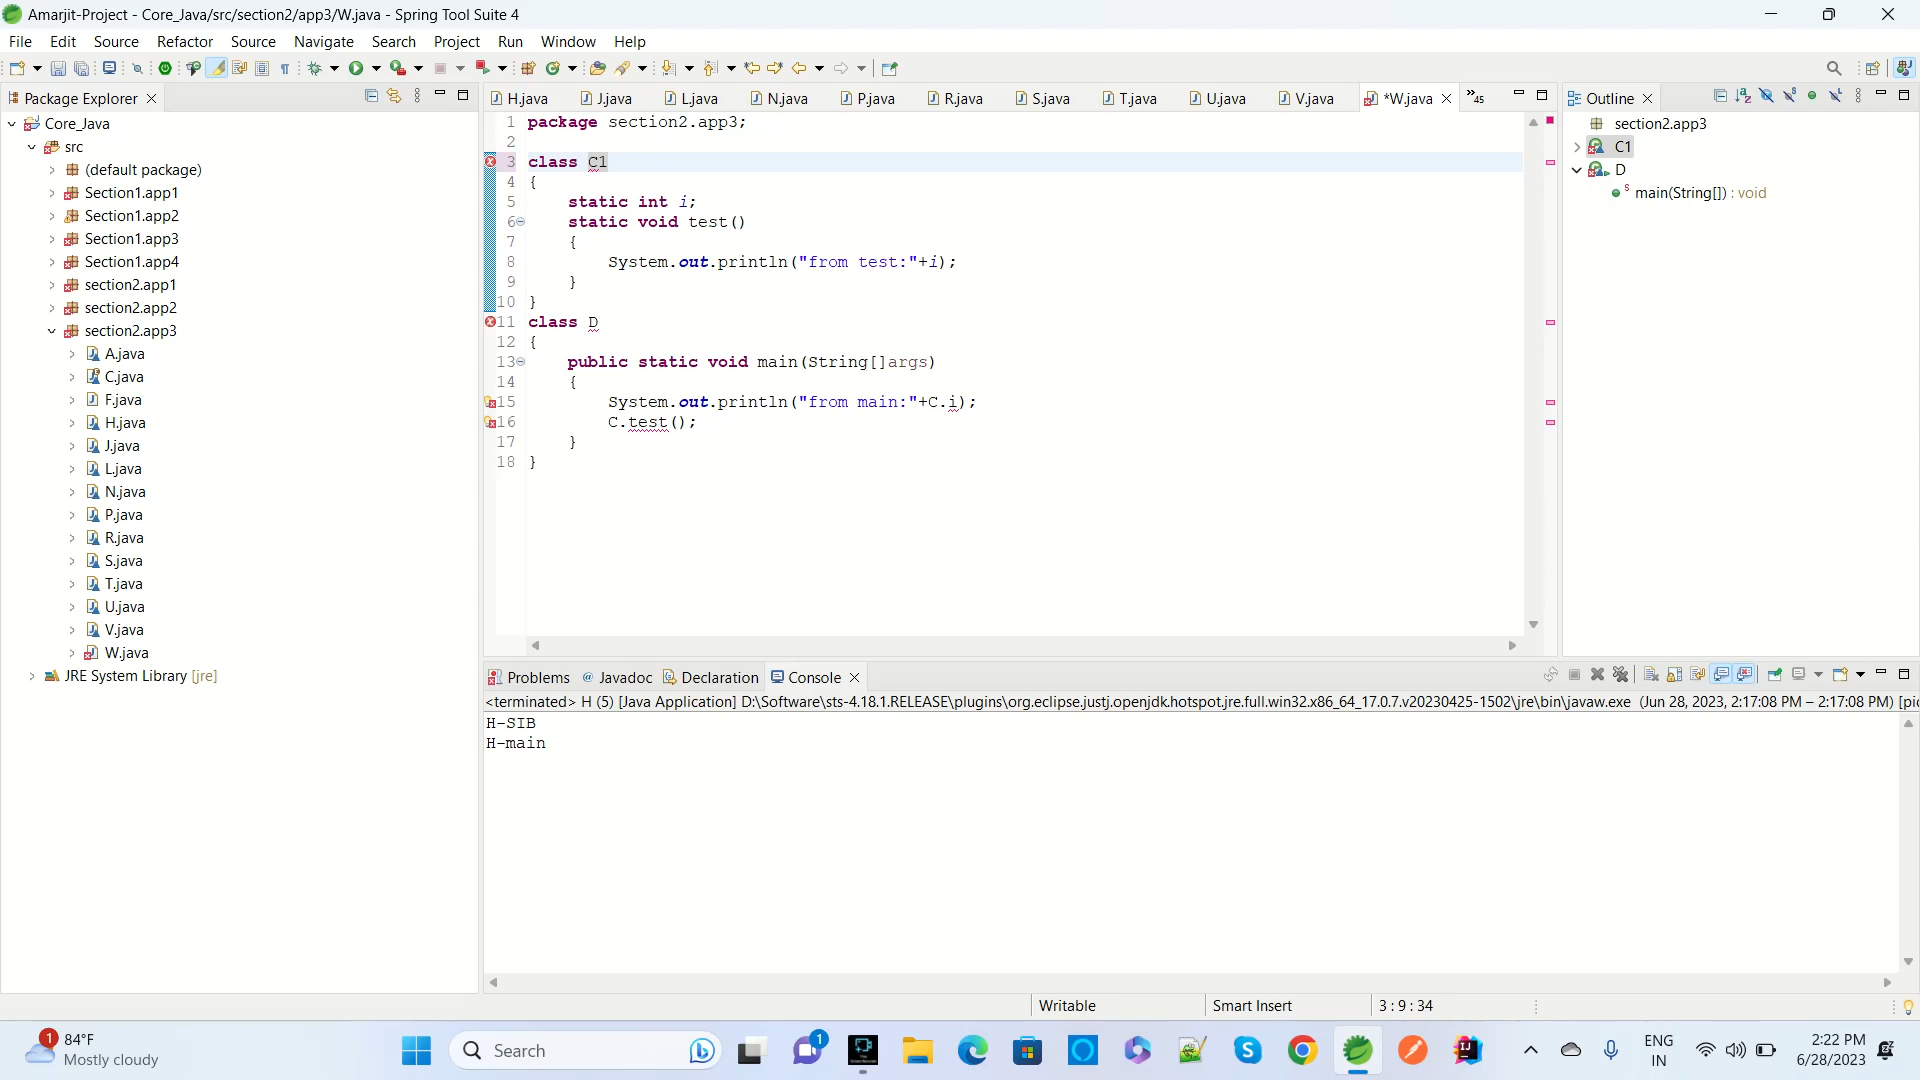 Amarjit-Project - Core_Java/src/section2/app3/W.java - Spring Tool Suite 4
File Edit Source Refactor Source Navigate Search Project Run Window Help
Package Explorer
Core_Java
src
(default package)
Section1.app1
Section1.app2
Section1.app3
Section1.app4
section2.app1
section2.app2
section2.app3
A.java
C.java
F.java
H.java
J.java
L.java
N.java
P.java
R.java
S.java
T.java
U.java
V.java
W.java
JRE System Library [jre]
H.java J.java L.java N.java P.java R.java S.java T.java U.java V.java *W.java »45
1 package section2.app3;
2
3 class C1
4 {
5 static int i;
6 static void test()
7 {
8 System.out.println("from test:"+i);
9 }
10 }
11 class D
12 {
13 public static void main(String[]args)
14 {
15 System.out.println("from main:"+C.i);
16 C.test();
17 }
18 }
Outline
section2.app3
C1
D
main(String[]) : void
Problems @ Javadoc Declaration Console
<terminated> H (5) [Java Application] D:\Software\sts-4.18.1.RELEASE\plugins\org.eclipse.justj.openjdk.hotspot.jre.full.win32.x86_64_17.0.7.v20230425-1502\jre\bin\javaw.exe (Jun 28, 2023, 2:17:08 PM – 2:17:08 PM) [pid
H-SIB
H-main
Writable Smart Insert 3 : 9 : 34
1 84°F
Mostly cloudy
Search
1
ENG
IN
2:22 PM
6/28/2023